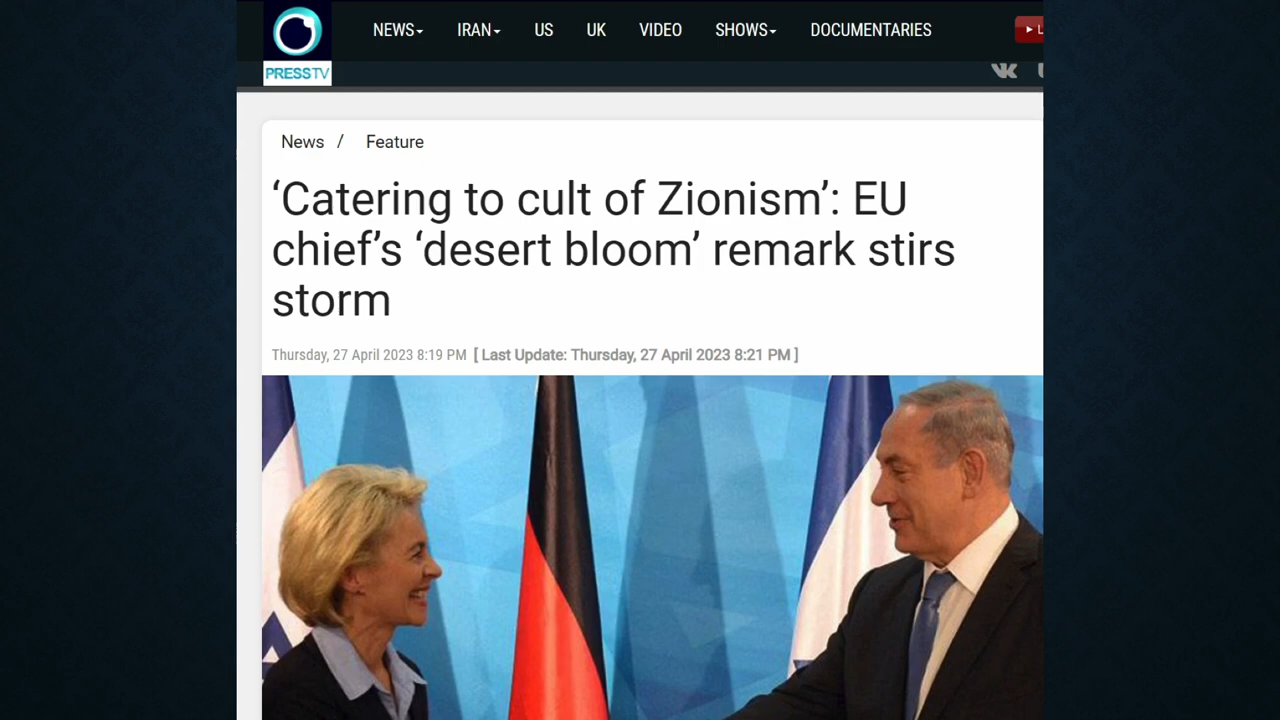 NEWS IRAN US UK VIDEO SHOWS DOCUMENTARIES
PRESSTV
News / Feature
‘Catering to cult of Zionism’: EU
chief’s ‘desert bloom’ remark stirs
storm
Thursday, 27 April 2023 8:19 PM [ Last Update: Thursday, 27 April 2023 8:21 PM ]